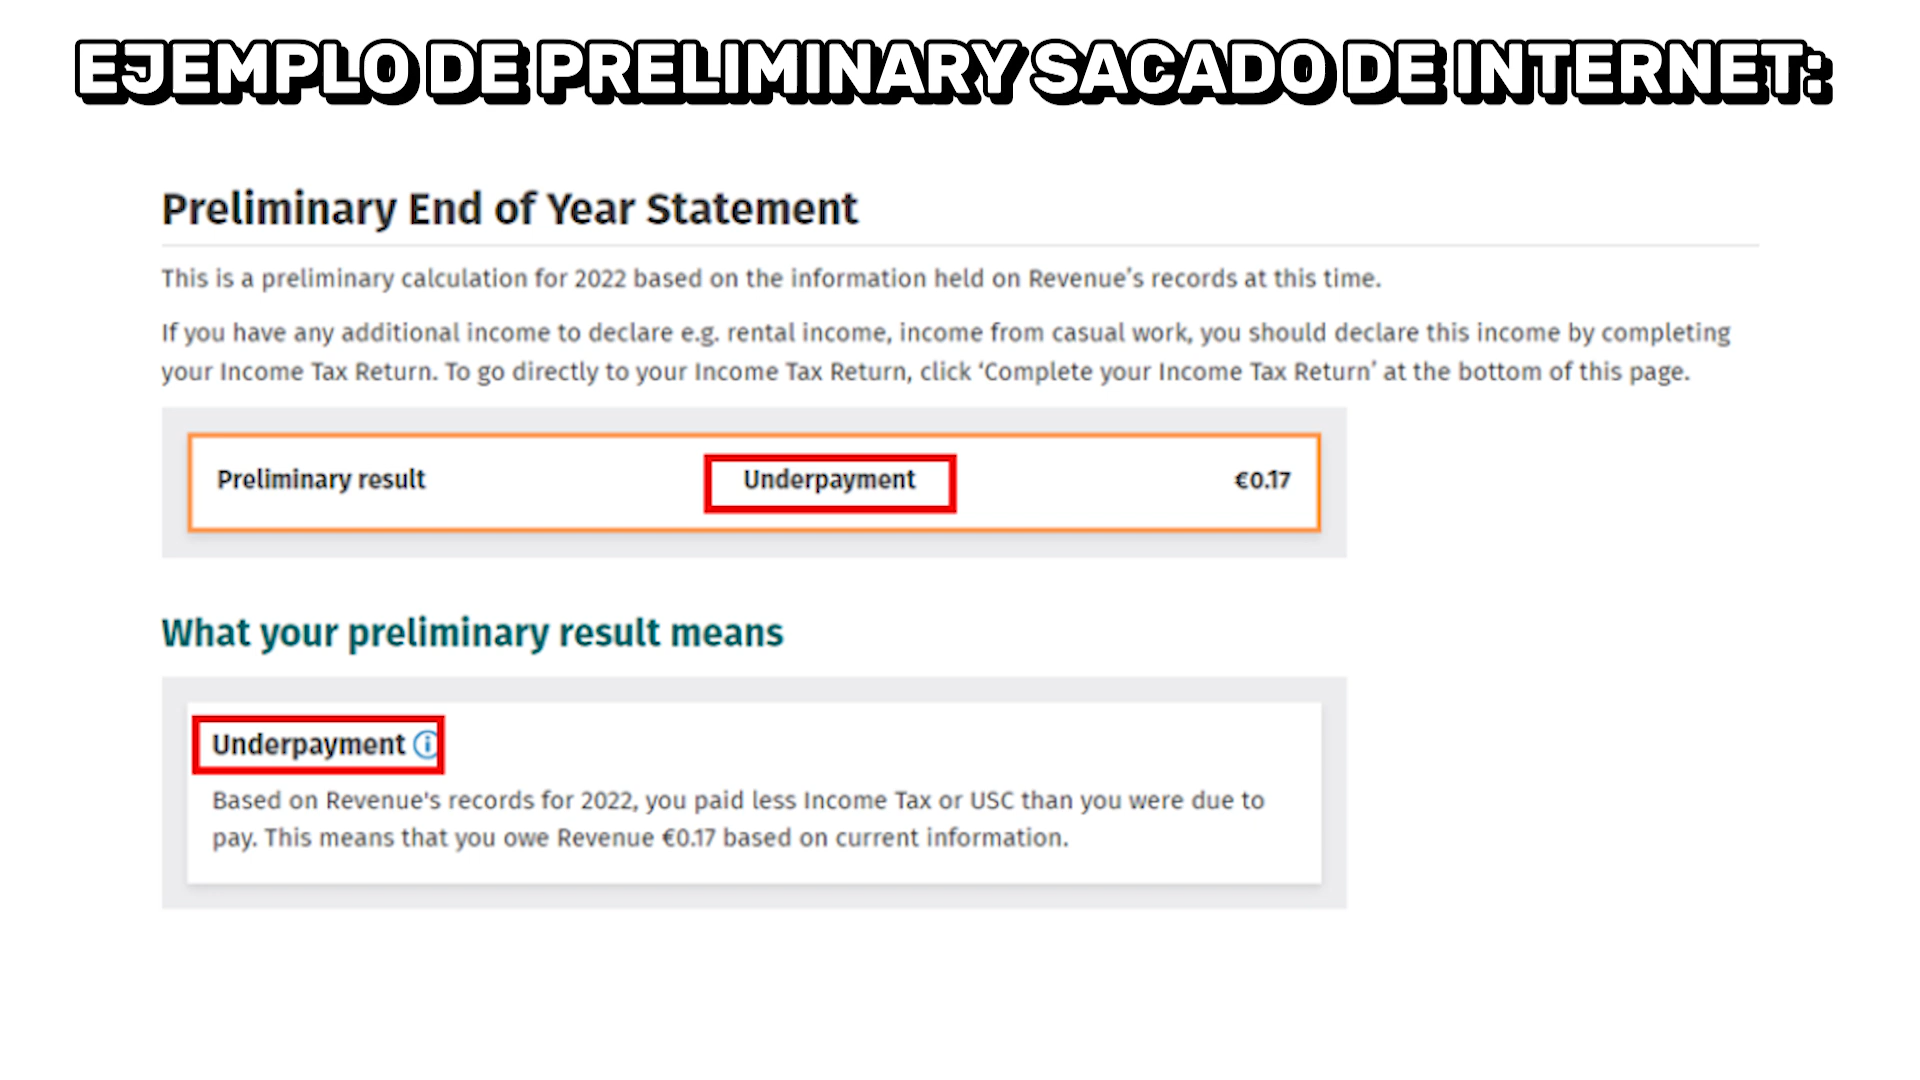 EJEMPLO DE PRELIMINARY SACADO DE INTERNET:
Preliminary End of Year Statement
This is a preliminary calculation for 2022 based on the information held on Revenue’s records at this time.
If you have any additional income to declare e.g. rental income, income from casual work, you should declare this income by completing
your Income Tax Return. To go directly to your Income Tax Return, click ‘Complete your Income Tax Return’ at the bottom of this page.
Preliminary result Underpayment €0.17
What your preliminary result means
Underpayment
Based on Revenue's records for 2022, you paid less Income Tax or USC than you were due to
pay. This means that you owe Revenue €0.17 based on current information.